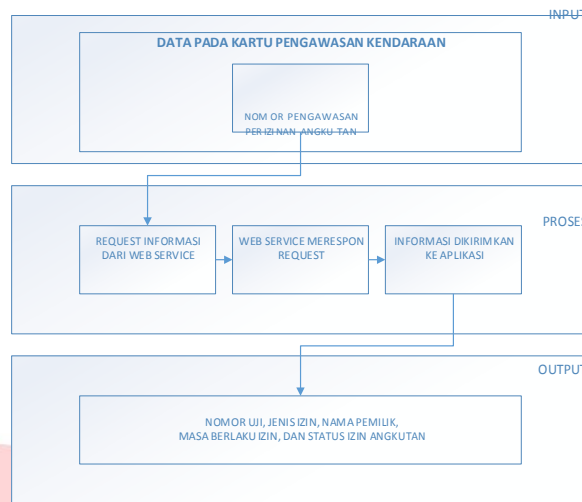 INPUT
DATA PADA KARTU PENGAWASAN KENDARAAN
NOMOR PENGAWASAN
PERIZINAN ANGKUTAN
PROSES
REQUEST INFORMASI
DARI WEB SERVICE
WEB SERVICE MERESPON
REQUEST
INFORMASI DIKIRIMKAN
KE APLIKASI
OUTPUT
NOMOR UJI, JENIS IZIN, NAMA PEMILIK,
MASA BERLAKU IZIN, DAN STATUS IZIN ANGKUTAN